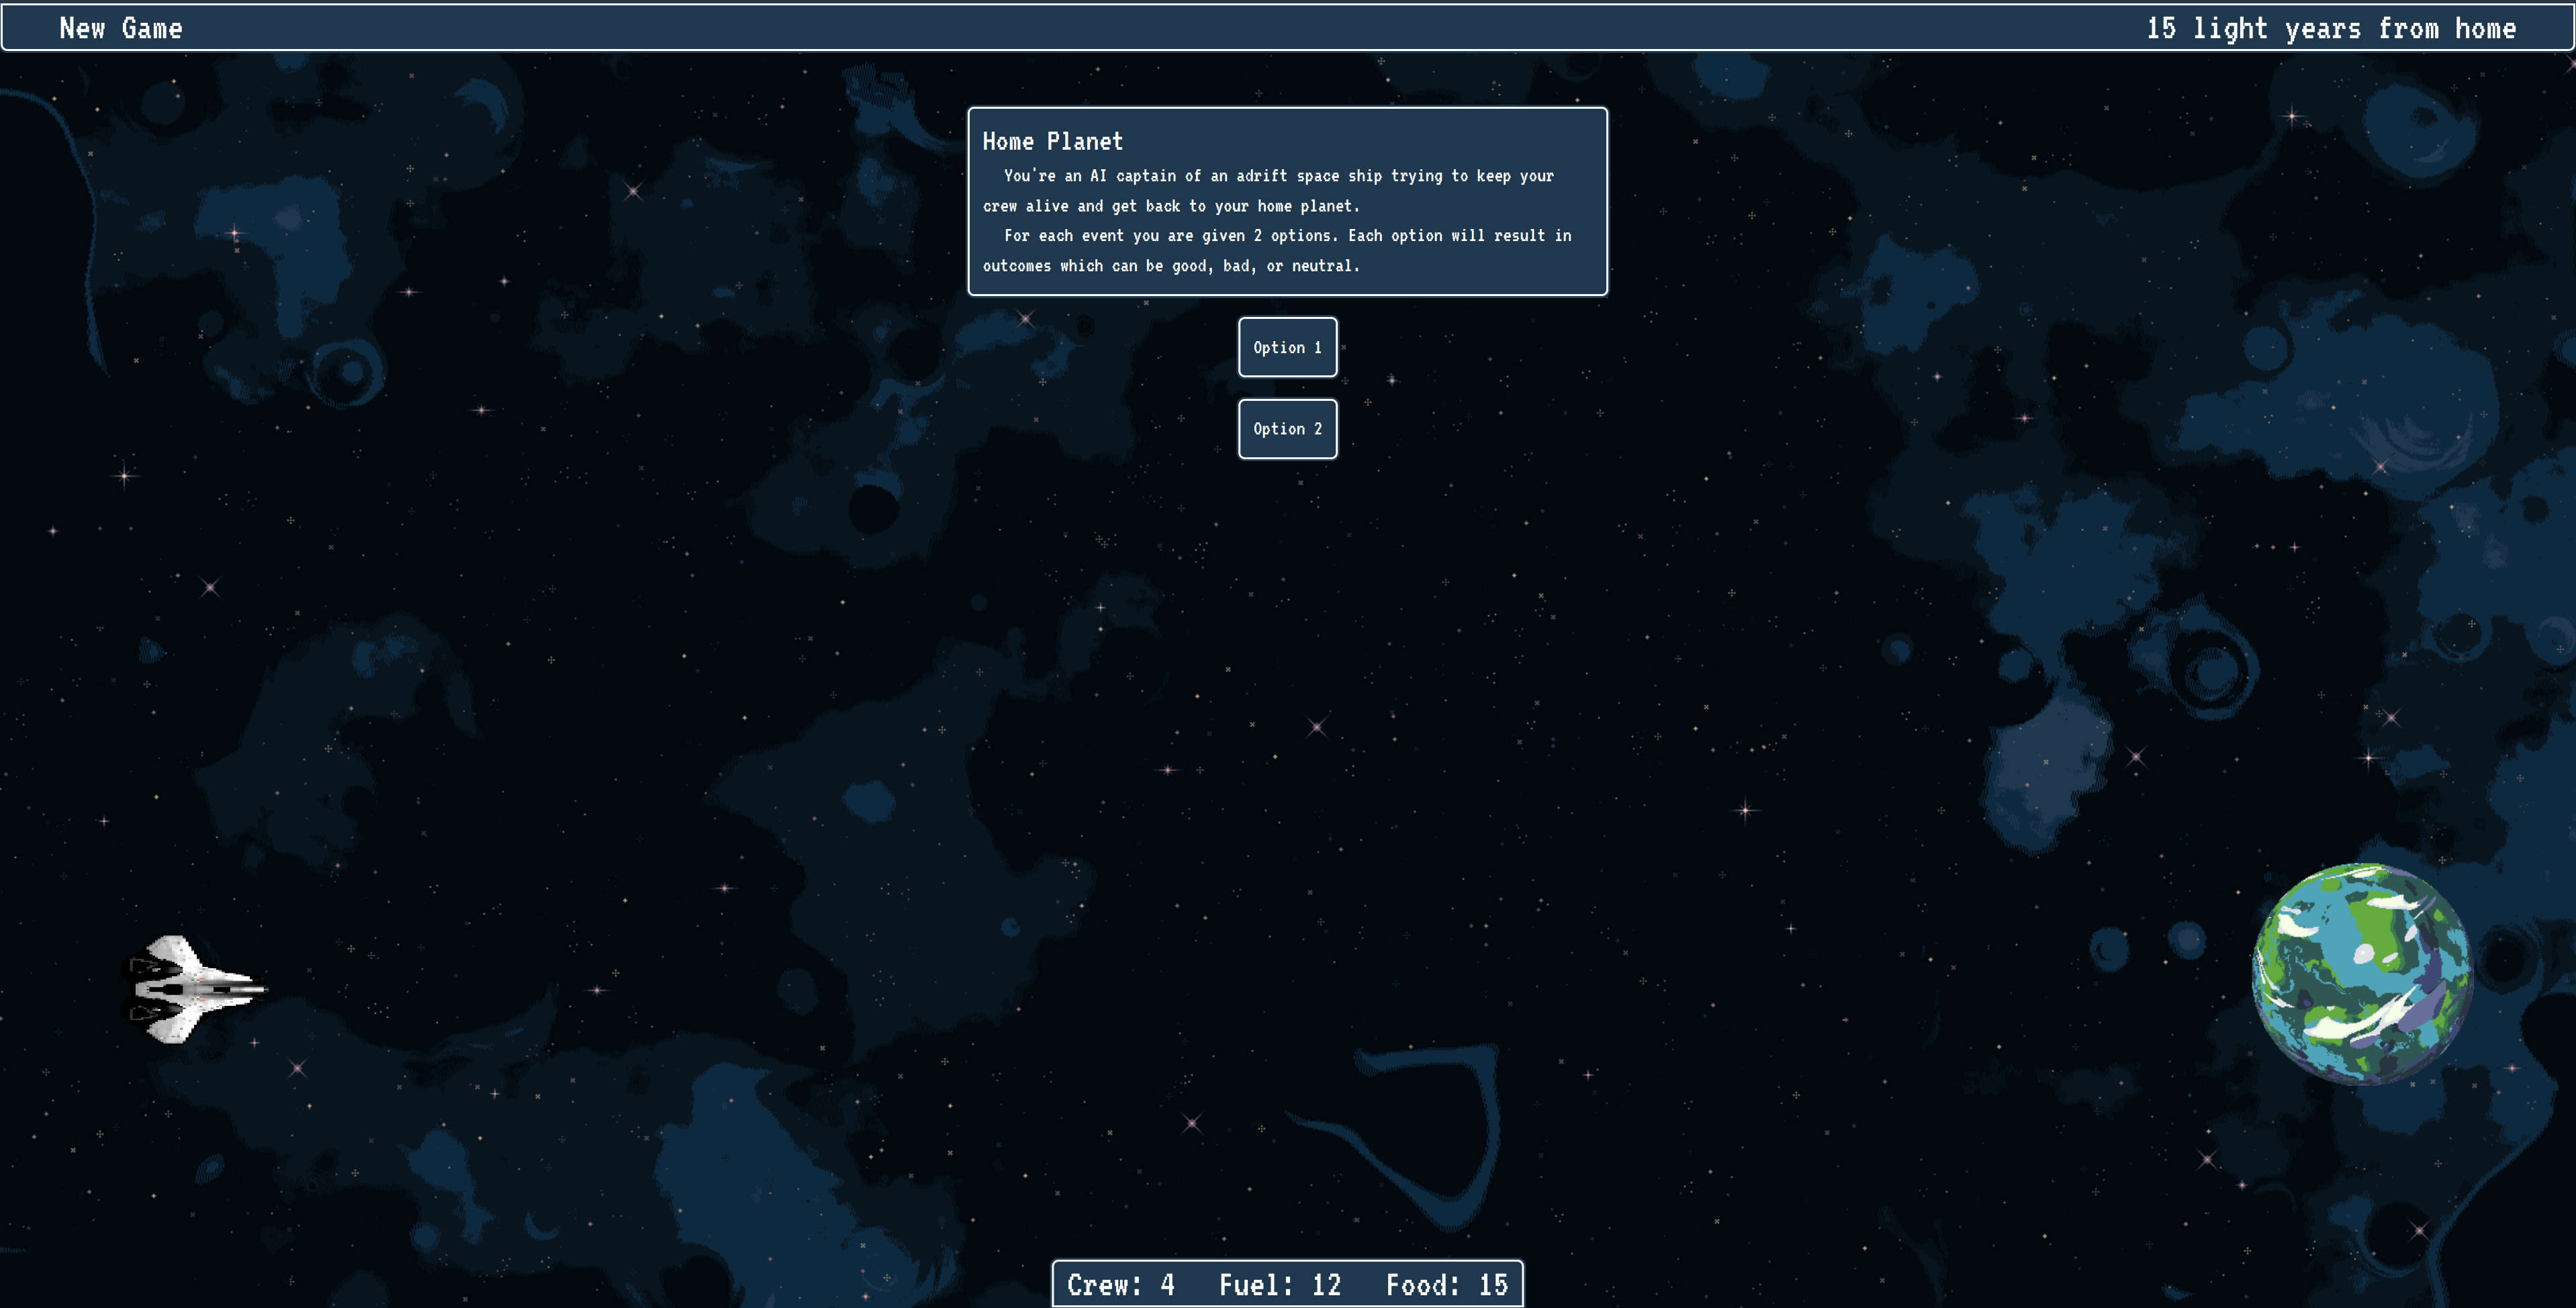 New Game
15 light years from home
Home Planet
You're an AI captain of an adrift space ship trying to keep your
crew alive and get back to your home planet.
For each event you are given 2 options. Each option will result in
outcomes which can be good, bad, or neutral.
Option 1
Option 2
Crew: 4 Fuel: 12 Food: 15